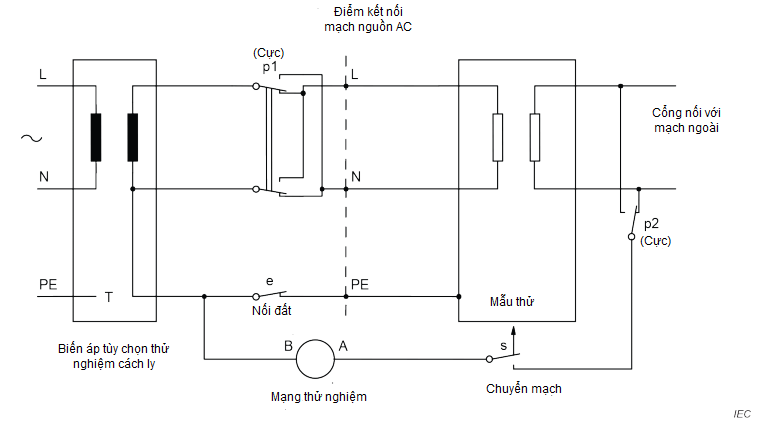 Điểm kết nối
mạch nguồn AC
(Cực)
p1
L
L
Cổng nối với
mạch ngoài
N
N
p2
(Cực)
PE
T
e
PE
Nối đất
Mẫu thử
Biến áp tùy chọn thử
nghiệm cách ly
B
A
s
Mạng thử nghiệm
Chuyển mạch
IEC